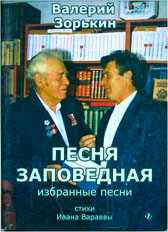 Валерий
Зорькин
ПЕСНЯ
ЗАПОВЕДНАЯ
избранные песни
стихи
Ивана Вараввы